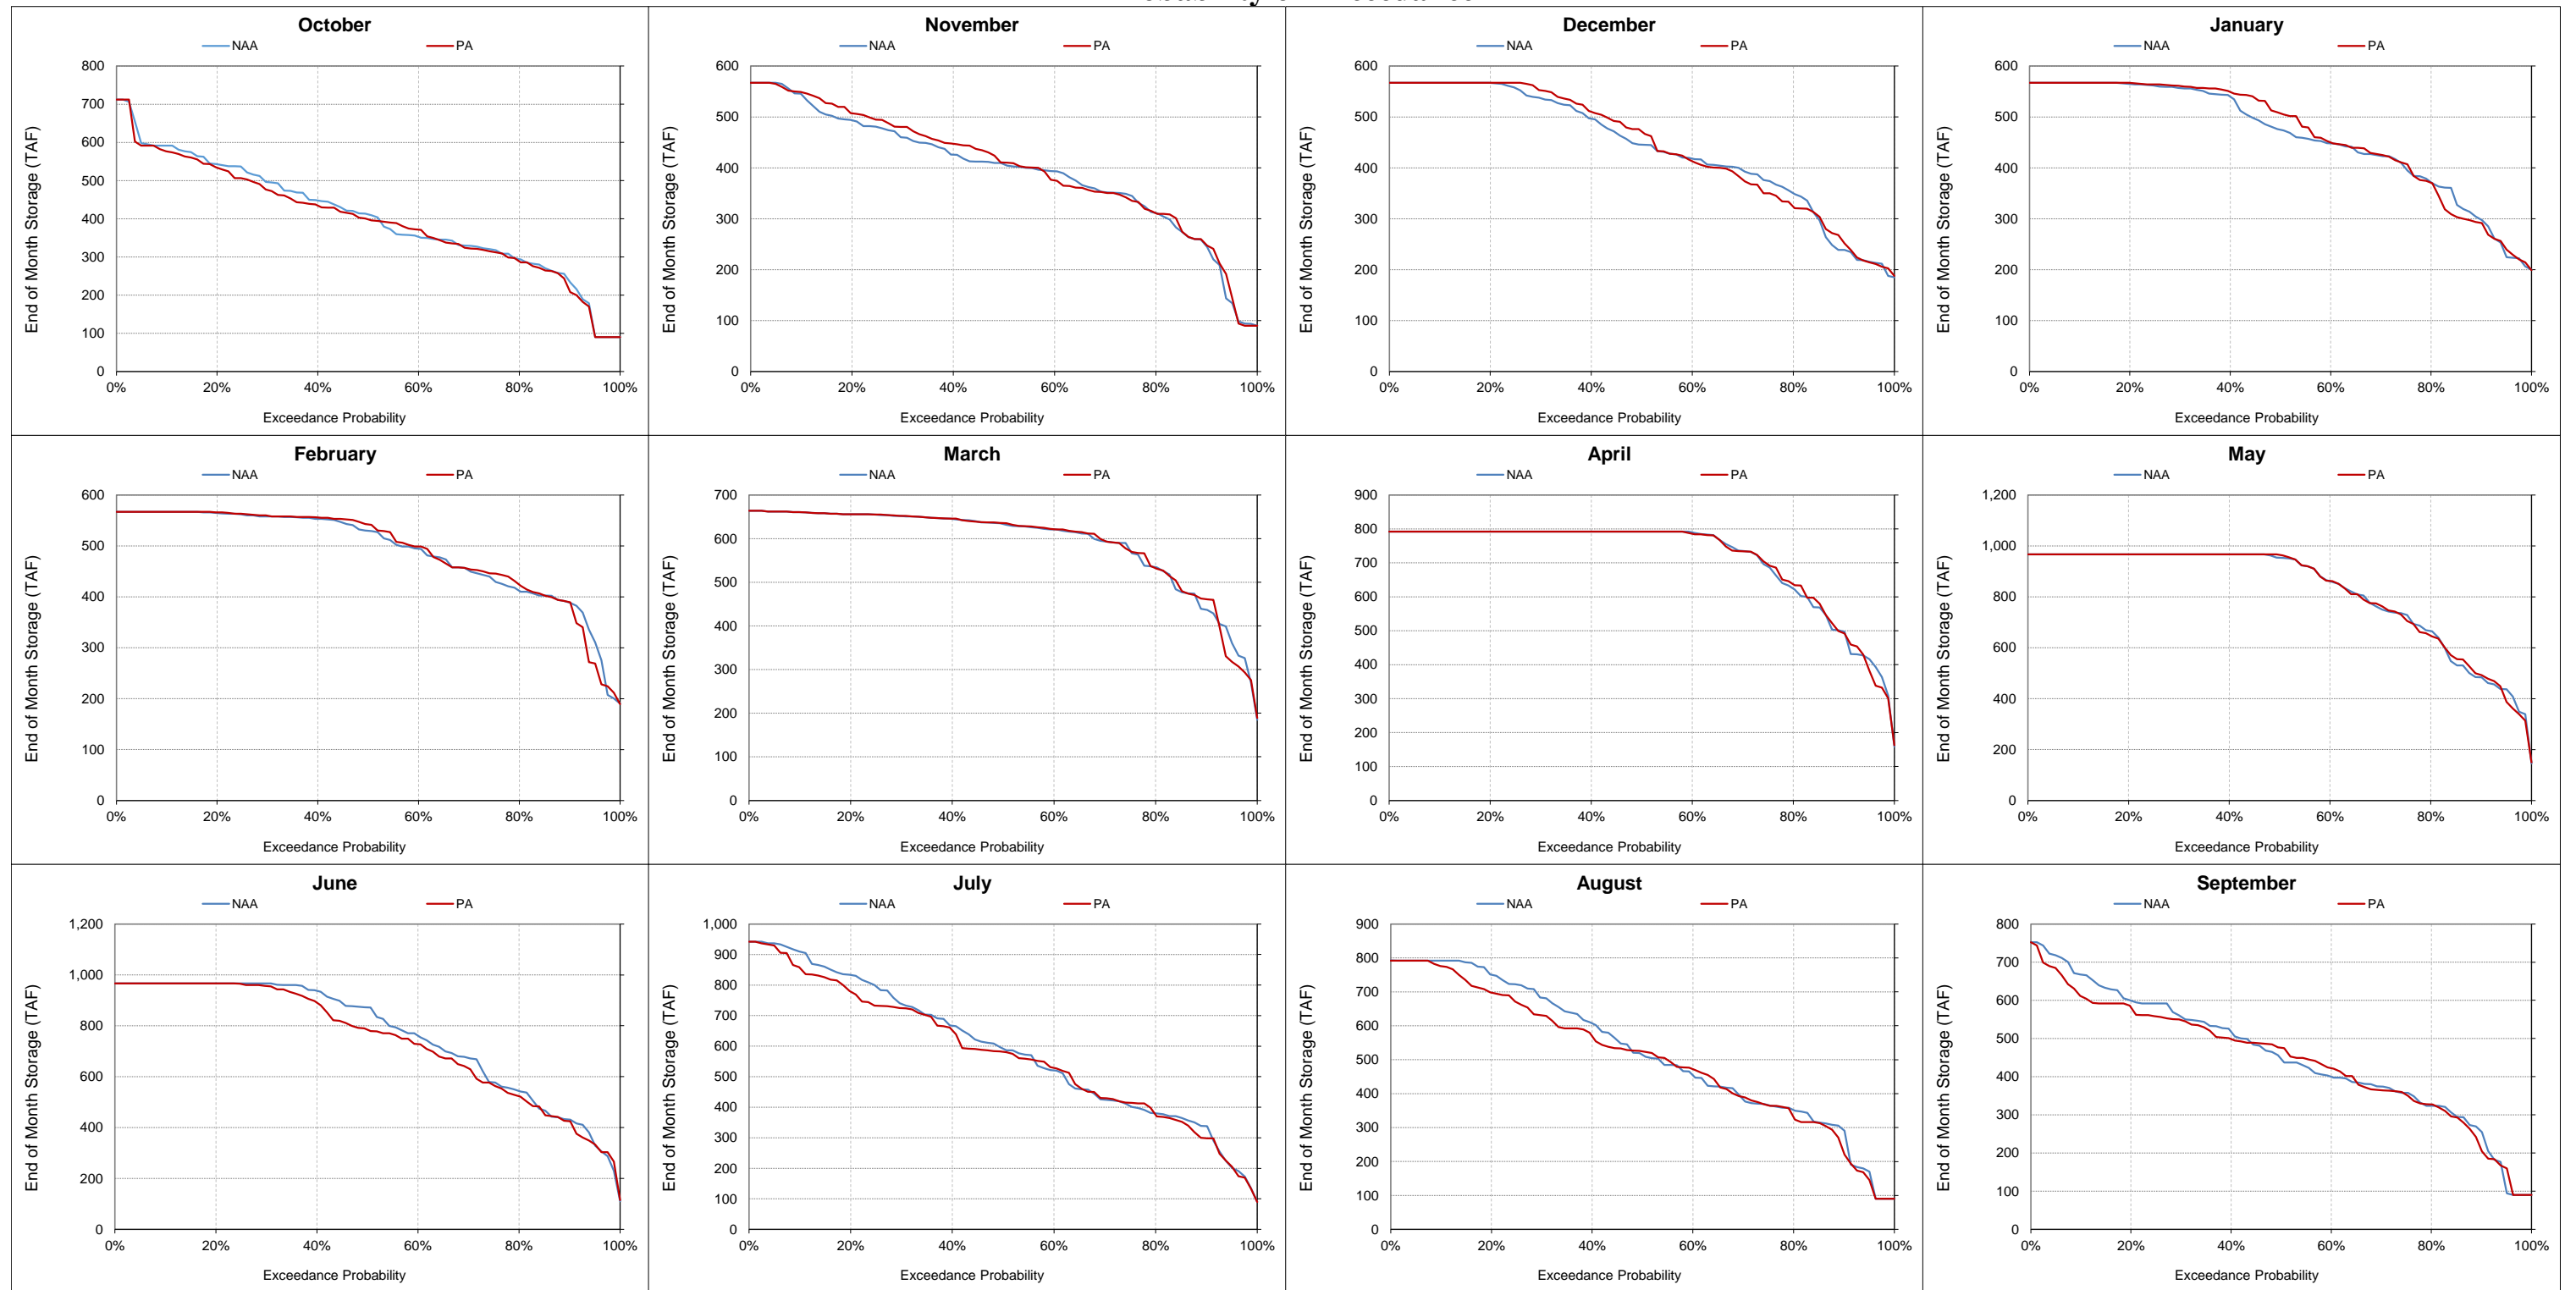 October
NAA PA
End of Month Storage (TAF)
800
700
600
500
400
300
200
100
0
0% 20% 40% 60% 80% 100%
Exceedance Probability
November
NAA PA
End of Month Storage (TAF)
600
500
400
300
200
100
0
0% 20% 40% 60% 80% 100%
Exceedance Probability
December
NAA PA
End of Month Storage (TAF)
600
500
400
300
200
100
0
0% 20% 40% 60% 80% 100%
Exceedance Probability
January
NAA PA
End of Month Storage (TAF)
600
500
400
300
200
100
0
0% 20% 40% 60% 80% 100%
Exceedance Probability
February
NAA PA
End of Month Storage (TAF)
600
500
400
300
200
100
0
0% 20% 40% 60% 80% 100%
Exceedance Probability
March
NAA PA
End of Month Storage (TAF)
700
600
500
400
300
200
100
0
0% 20% 40% 60% 80% 100%
Exceedance Probability
April
NAA PA
End of Month Storage (TAF)
900
800
700
600
500
400
300
200
100
0
0% 20% 40% 60% 80% 100%
Exceedance Probability
May
NAA PA
End of Month Storage (TAF)
1,200
1,000
800
600
400
200
0
0% 20% 40% 60% 80% 100%
Exceedance Probability
June
NAA PA
End of Month Storage (TAF)
1,200
1,000
800
600
400
200
0
0% 20% 40% 60% 80% 100%
Exceedance Probability
July
NAA PA
End of Month Storage (TAF)
1,000
900
800
700
600
500
400
300
200
100
0
0% 20% 40% 60% 80% 100%
Exceedance Probability
August
NAA PA
End of Month Storage (TAF)
900
800
700
600
500
400
300
200
100
0
0% 20% 40% 60% 80% 100%
Exceedance Probability
September
NAA PA
End of Month Storage (TAF)
800
700
600
500
400
300
200
100
0
0% 20% 40% 60% 80% 100%
Exceedance Probability